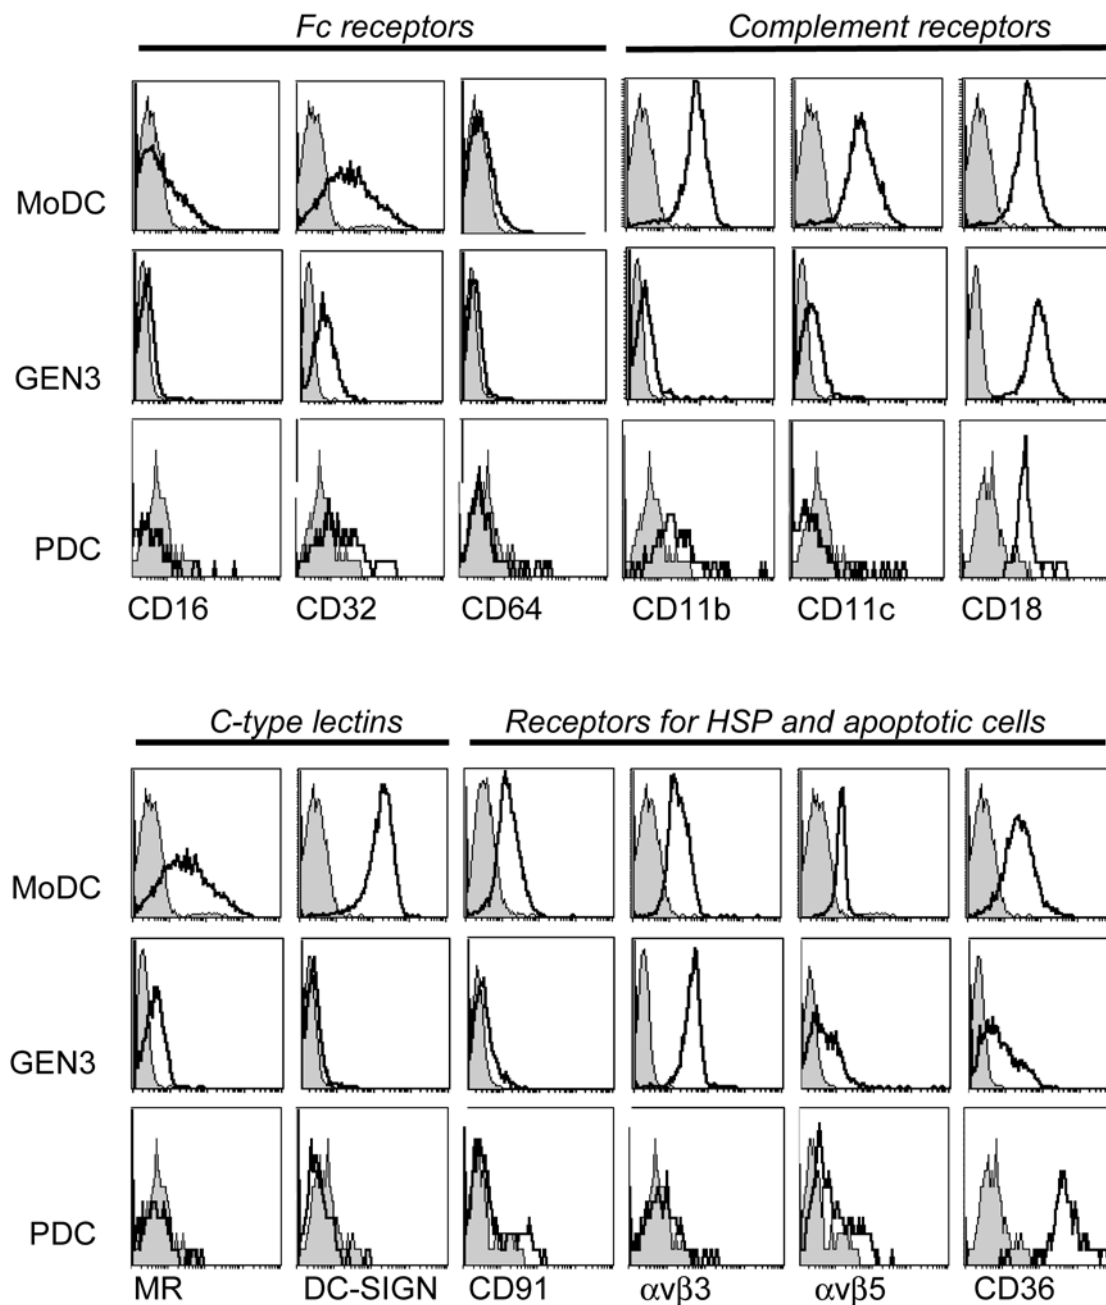 Fc receptors Complement receptors
MoDC
GEN3
PDC
CD16 CD32 CD64 CD11b CD11c CD18
C-type lectins Receptors for HSP and apoptotic cells
MoDC
GEN3
PDC
MR DC-SIGN CD91 αvβ3 αvβ5 CD36